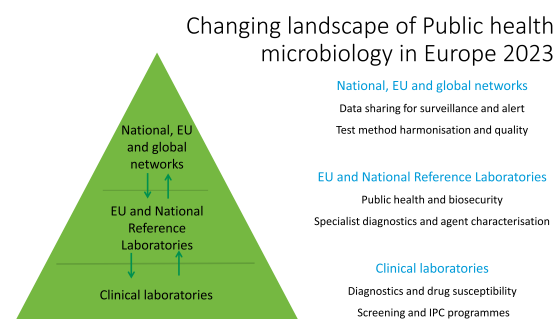 Changing landscape of Public health
microbiology in Europe 2023
National, EU
and global
networks
EU and National
Reference
Laboratories
Clinical laboratories
National, EU and global networks
Data sharing for surveillance and alert
Test method harmonisation and quality
EU and National Reference Laboratories
Public health and biosecurity
Specialist diagnostics and agent characterisation
Clinical laboratories
Diagnostics and drug susceptibility
Screening and IPC programmes